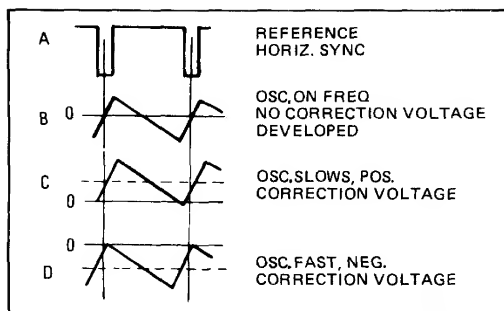 A
REFERENCE
HORIZ. SYNC
B
0
OSC. ON FREQ
NO CORRECTION VOLTAGE
DEVELOPED
C
0
OSC. SLOWS, POS.
CORRECTION VOLTAGE
0
D
OSC. FAST, NEG.
CORRECTION VOLTAGE